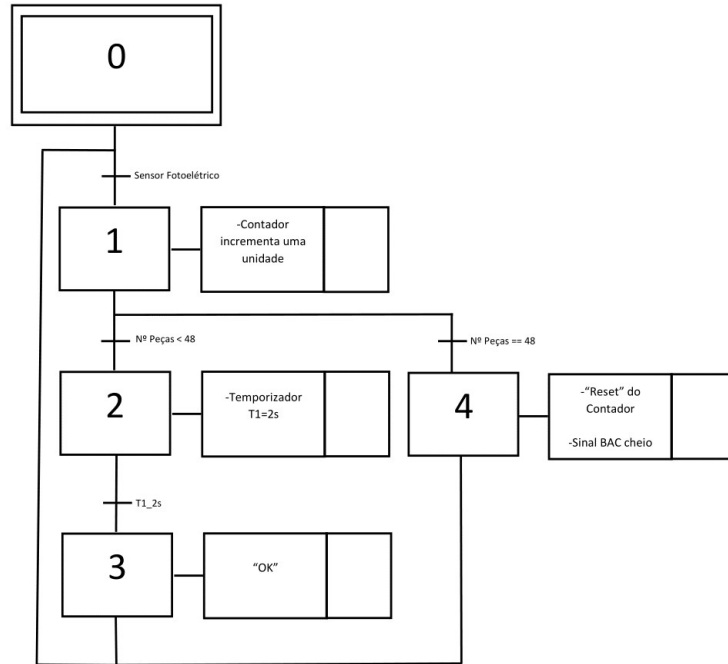 0
Sensor Fotoelétrico
1
-Contador
incrementa uma
unidade
Nº Peças < 48
Nº Peças == 48
2
-Temporizador
T1=2s
4
-“Reset” do
Contador
-Sinal BAC cheio
T1_2s
3
“OK”